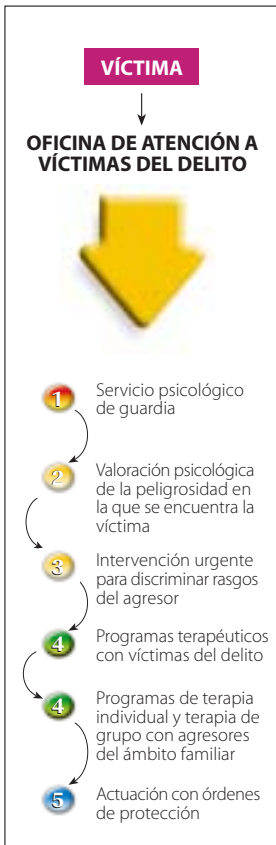 VÍCTIMA
OFICINA DE ATENCIÓN A
VÍCTIMAS DEL DELITO
1 Servicio psicológico
de guardia
2 Valoración psicológica
de la peligrosidad en
la que se encuentra la
víctima
3 Intervención urgente
para discriminar rasgos
del agresor
4 Programas terapéuticos
con víctimas del delito
4 Programas de terapia
individual y terapia de
grupo con agresores
del ámbito familiar
5 Actuación con órdenes
de protección